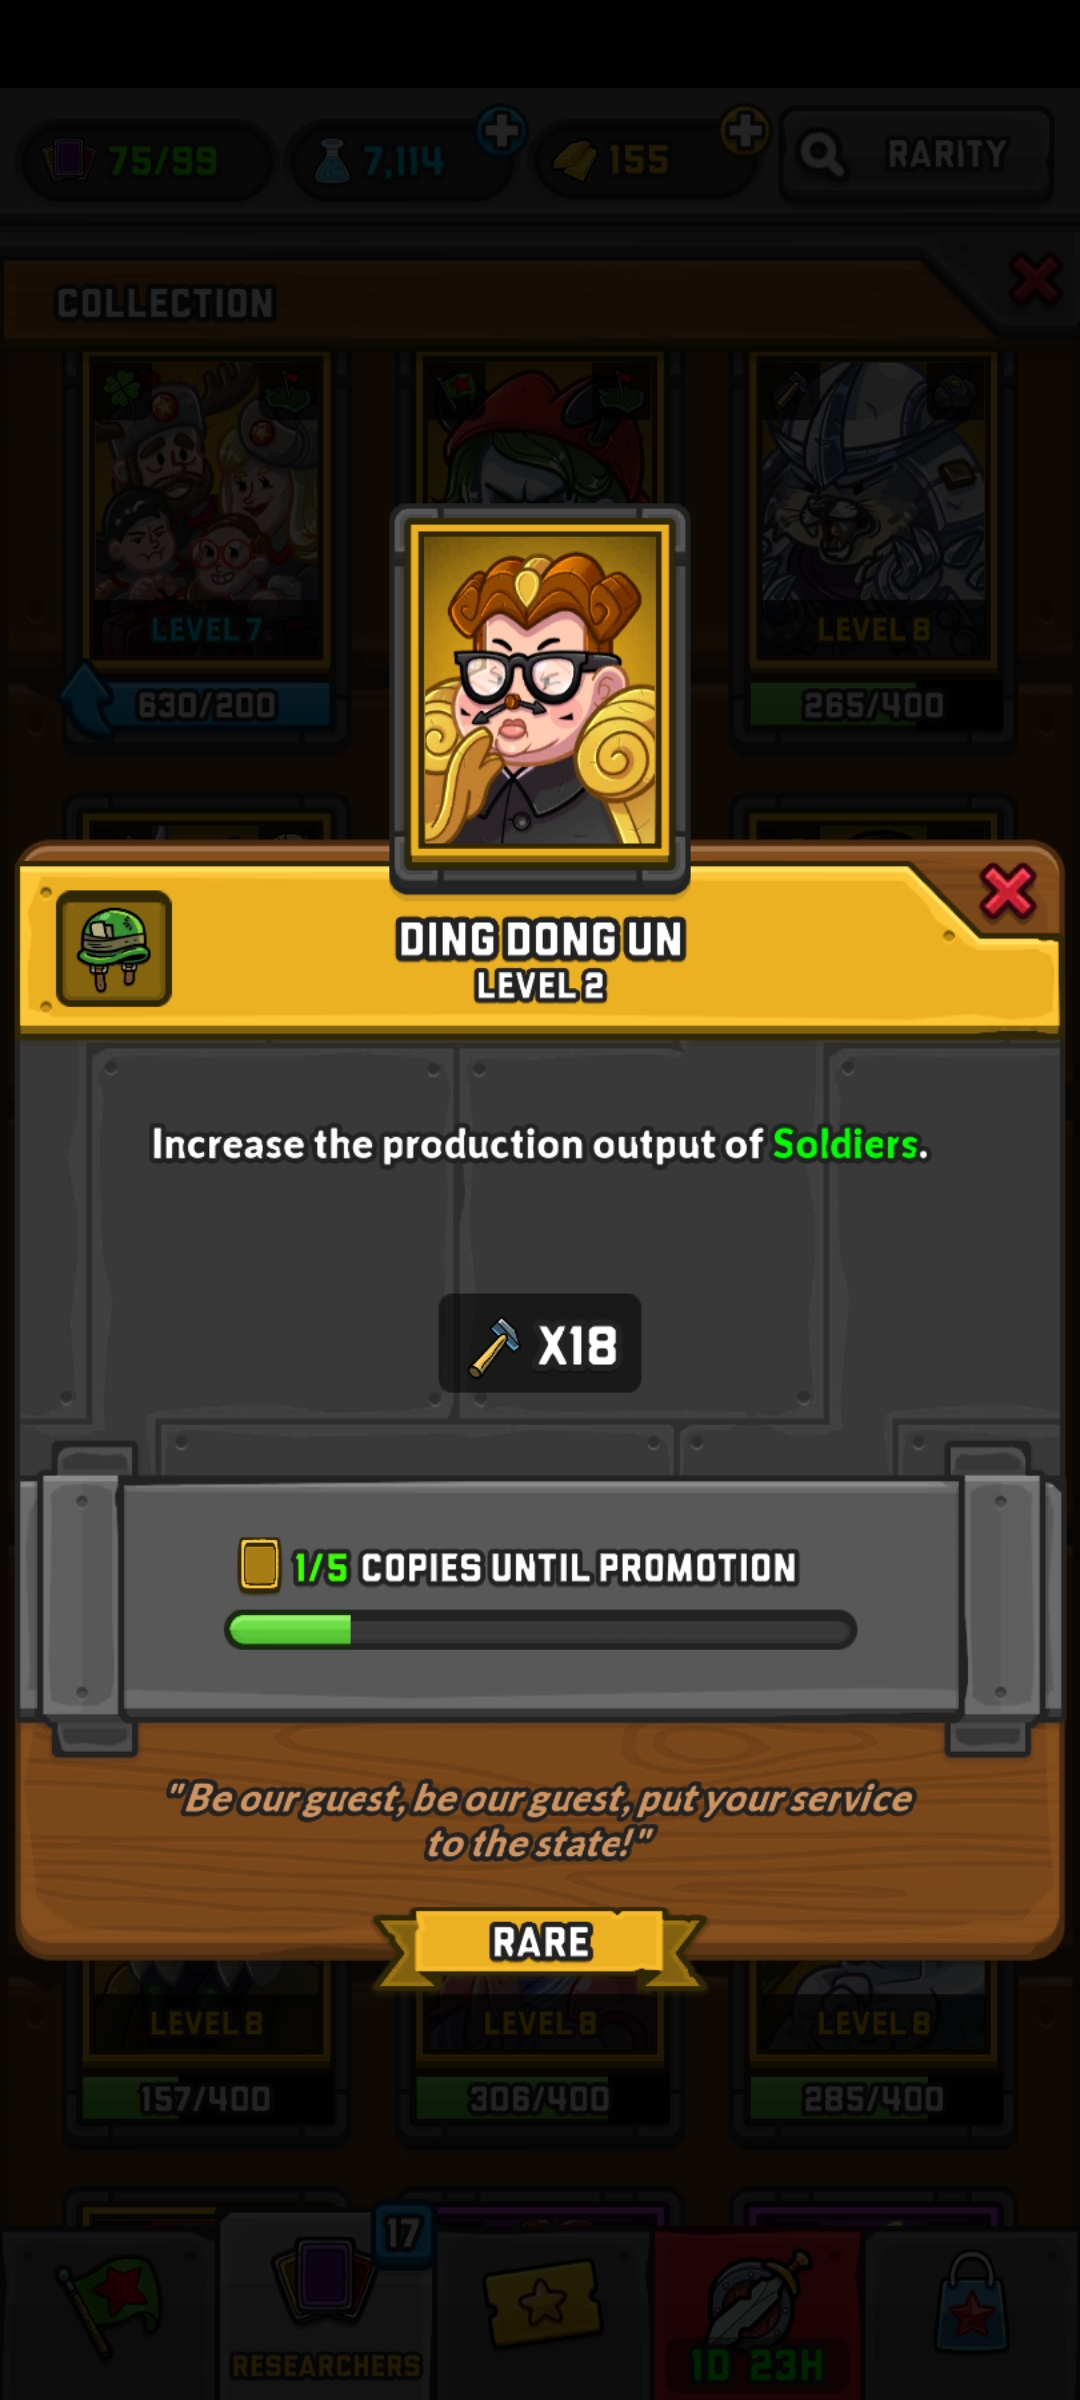 75/99
7,114
155
RARITY
COLLECTION
LEVEL 7
LEVEL 8
630/200
265/400
DING DONG UN
LEVEL 2
Increase the production output of Soldiers.
X18
1/5 COPIES UNTIL PROMOTION
"Be our guest, be our guest, put your service
to the state!"
RARE
LEVEL 8
LEVEL 8
LEVEL 8
157/400
306/400
285/400
17
RESEARCHERS
1D 23H